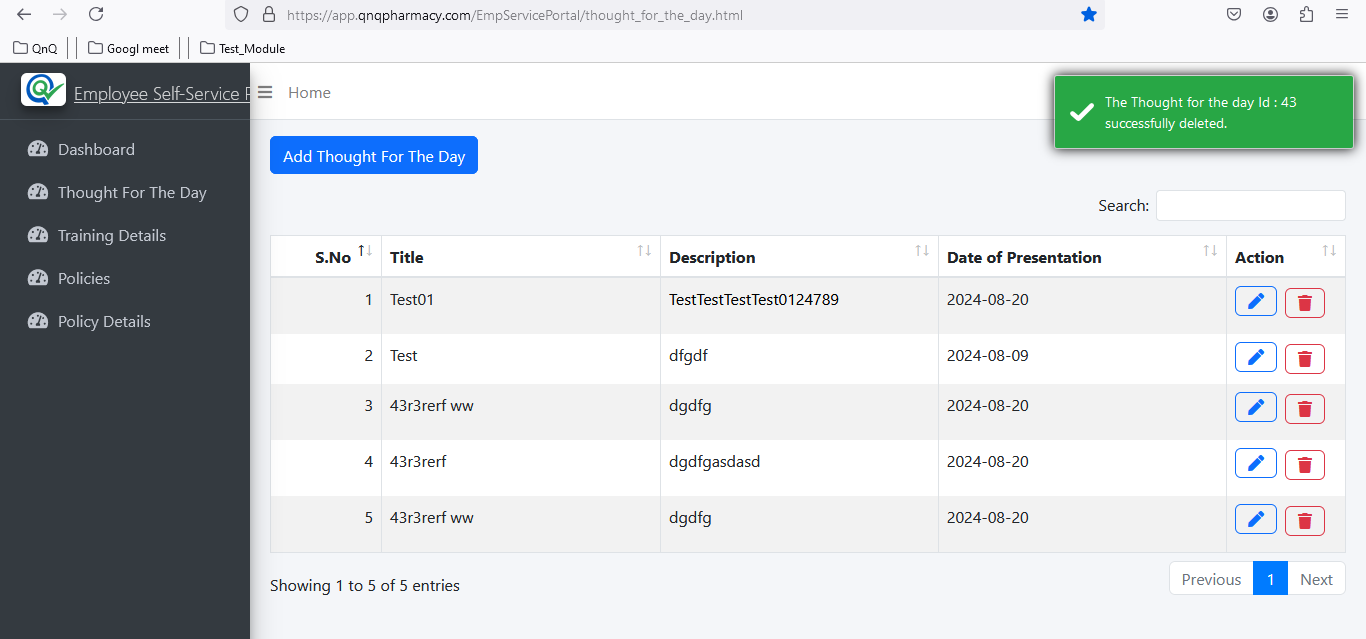 https://app.qnqpharmacy.com/EmpServicePortal/thought_for_the_day.html
QnQ
Googl meet
Test_Module
Employee Self-Service
Home
The Thought for the day Id : 43
successfully deleted.
Dashboard
Thought For The Day
Training Details
Policies
Policy Details
Add Thought For The Day
Search:
S.No Title Description Date of Presentation Action
1 Test01 TestTestTestTest0124789 2024-08-20
2 Test dfgdf 2024-08-09
3 43r3rerf ww dgdfg 2024-08-20
4 43r3rerf dgdfgasdasd 2024-08-20
5 43r3rerf ww dgdfg 2024-08-20
Showing 1 to 5 of 5 entries
Previous 1 Next